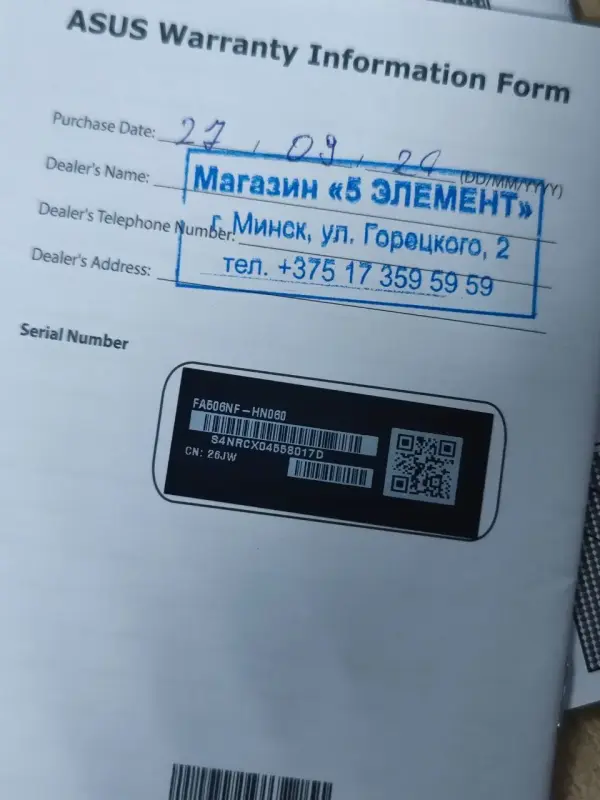 ASUS Warranty Information Form
Purchase Date: 27 . 09 . 24 (DD/MM/YYYY)
Dealer's Name:
Магазин «5 ЭЛЕМЕНТ»
Dealer's Telephone Number:
г. Минск, ул. Горецкого, 2
Dealer's Address:
тел. +375 17 359 59 59
Serial Number
FA506NF-HN060
S4NRCX04558017D
CN: 26JW